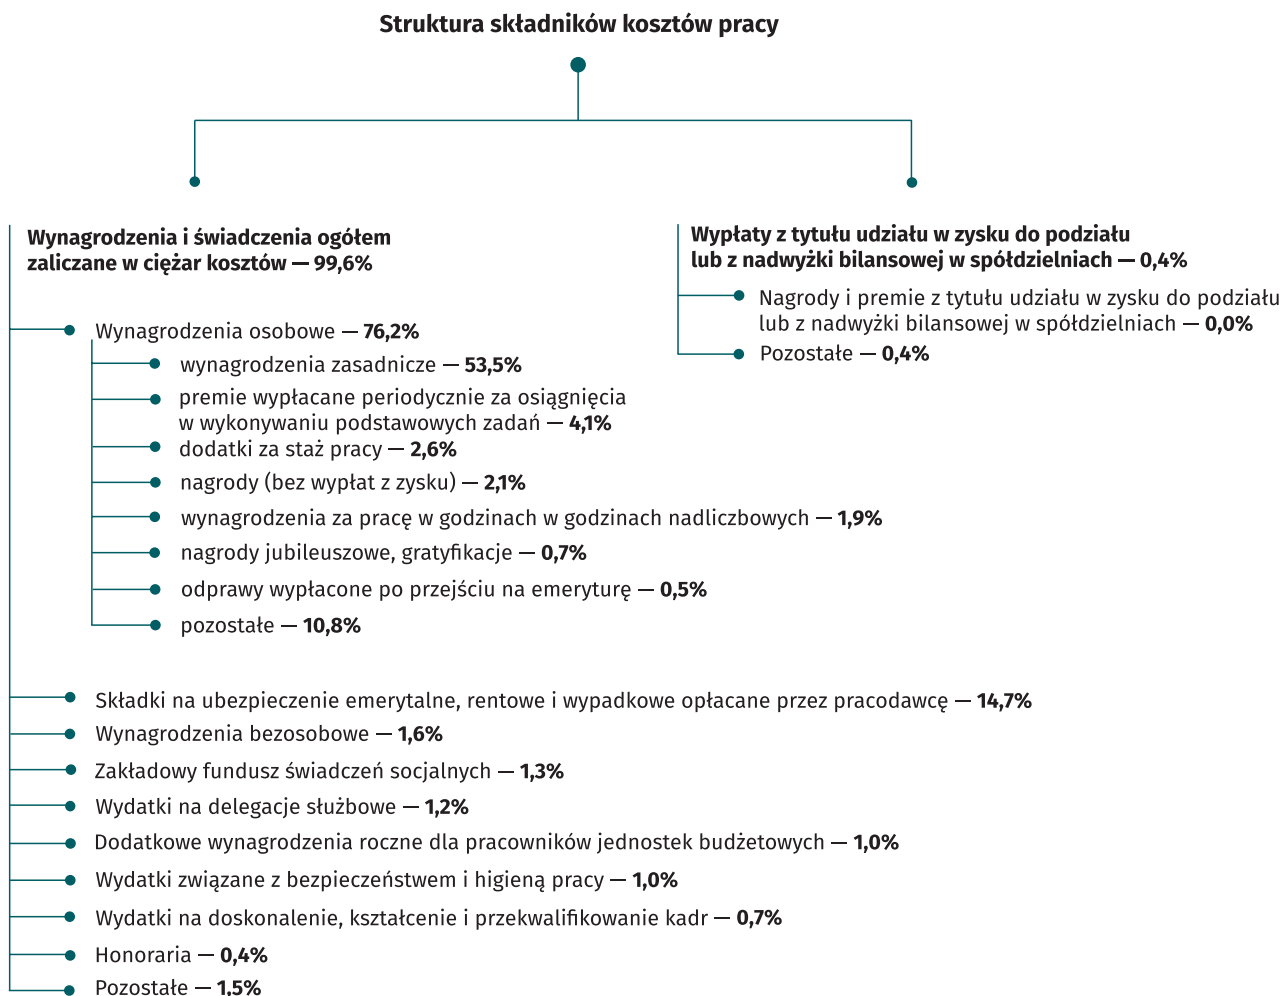 Struktura składników kosztów pracy
Wynagrodzenia i świadczenia ogółem
zaliczane w ciężar kosztów — 99,6%
Wynagrodzenia osobowe — 76,2%
wynagrodzenia zasadnicze — 53,5%
premie wypłacane periodycznie za osiągnięcia
w wykonywaniu podstawowych zadań — 4,1%
dodatki za staż pracy — 2,6%
nagrody (bez wypłat z zysku) — 2,1%
wynagrodzenia za pracę w godzinach w godzinach nadliczbowych — 1,9%
nagrody jubileuszowe, gratyfikacje — 0,7%
odprawy wypłacone po przejściu na emeryturę — 0,5%
pozostałe — 10,8%
Składki na ubezpieczenie emerytalne, rentowe i wypadkowe opłacane przez pracodawcę — 14,7%
Wynagrodzenia bezosobowe — 1,6%
Zakładowy fundusz świadczeń socjalnych — 1,3%
Wydatki na delegacje służbowe — 1,2%
Dodatkowe wynagrodzenia roczne dla pracowników jednostek budżetowych — 1,0%
Wydatki związane z bezpieczeństwem i higieną pracy — 1,0%
Wydatki na doskonalenie, kształcenie i przekwalifikowanie kadr — 0,7%
Honoraria — 0,4%
Pozostałe — 1,5%
Wypłaty z tytułu udziału w zysku do podziału
lub z nadwyżki bilansowej w spółdzielniach — 0,4%
Nagrody i premie z tytułu udziału w zysku do podziału
lub z nadwyżki bilansowej w spółdzielniach — 0,0%
Pozostałe — 0,4%